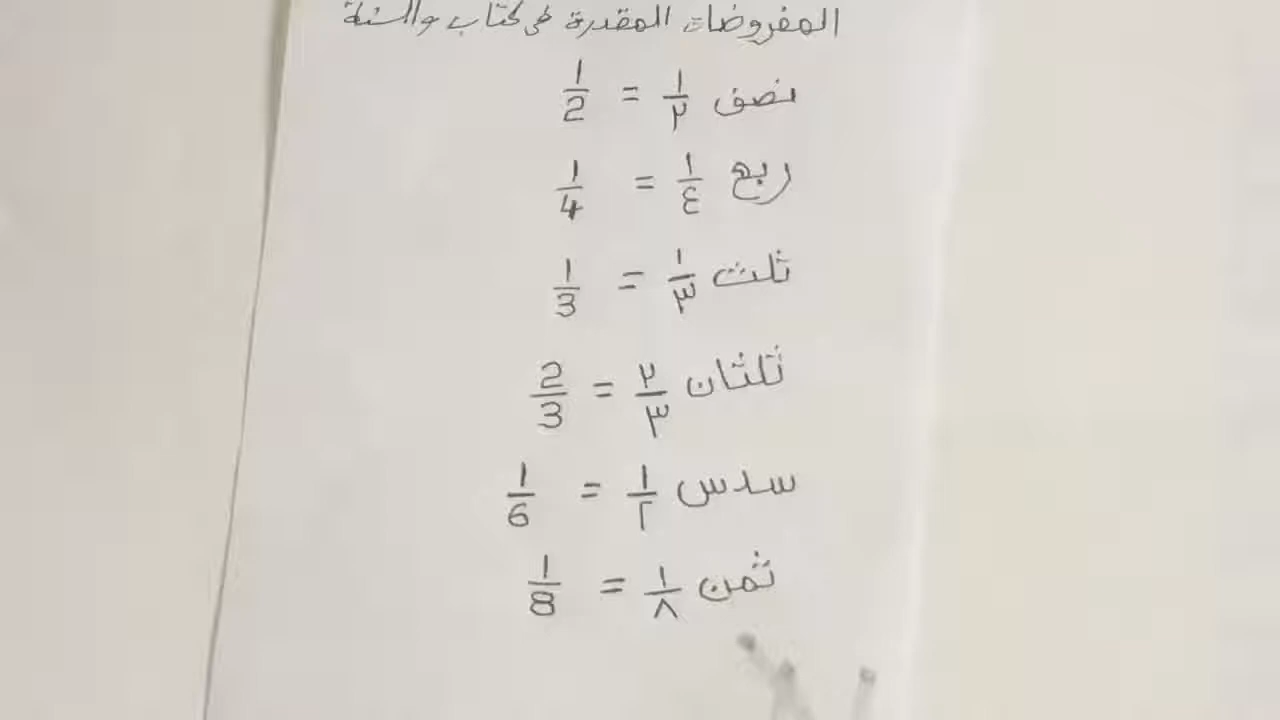 المفروضات المقدرة في كتاب والسنة
نصف ١/٢ = 1/2
ربع ١/٤ = 1/4
ثلث ١/٣ = 1/3
ثلثان ٢/٣ = 2/3
سدس ١/٦ = 1/6
ثمن ١/٨ = 1/8